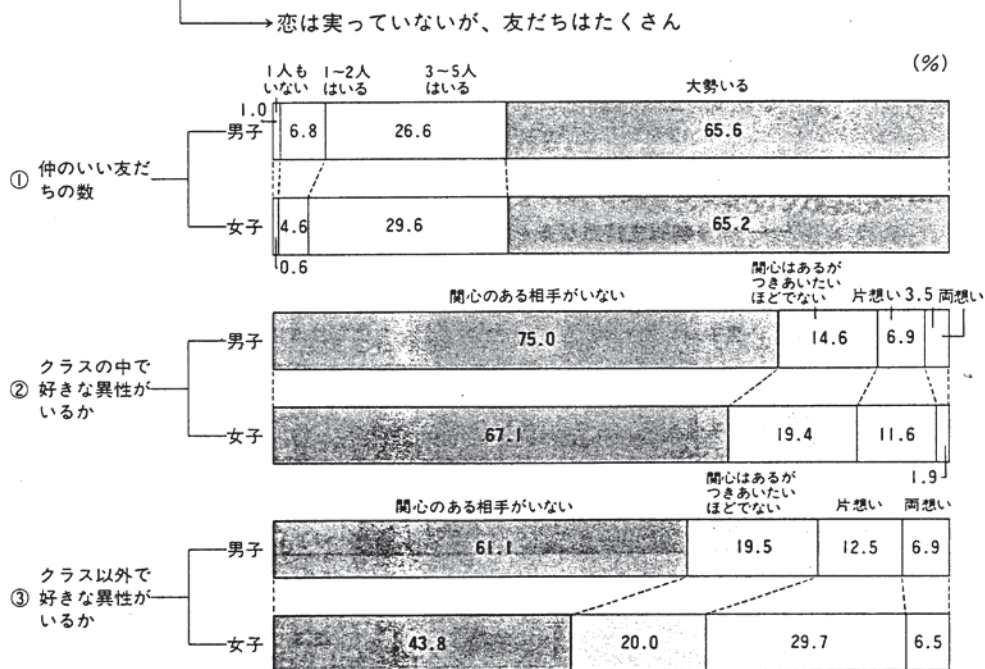 恋は実っていないが、友だちはたくさん
(%)
1人もいない
1〜2人はいる
3〜5人はいる
大勢いる
① 仲のいい友だちの数
男子
1.0
6.8
26.6
65.6
女子
0.6
4.6
29.6
65.2
関心のある相手がいない
関心はあるが
つきあいたい
ほどでない
片想い
両想い
② クラスの中で
好きな異性が
いるか
男子
75.0
14.6
6.9
3.5
女子
67.1
19.4
11.6
1.9
関心のある相手がいない
関心はあるが
つきあいたい
ほどでない
片想い
両想い
③ クラス以外で
好きな異性が
いるか
男子
61.1
19.5
12.5
6.9
女子
43.8
20.0
29.7
6.5